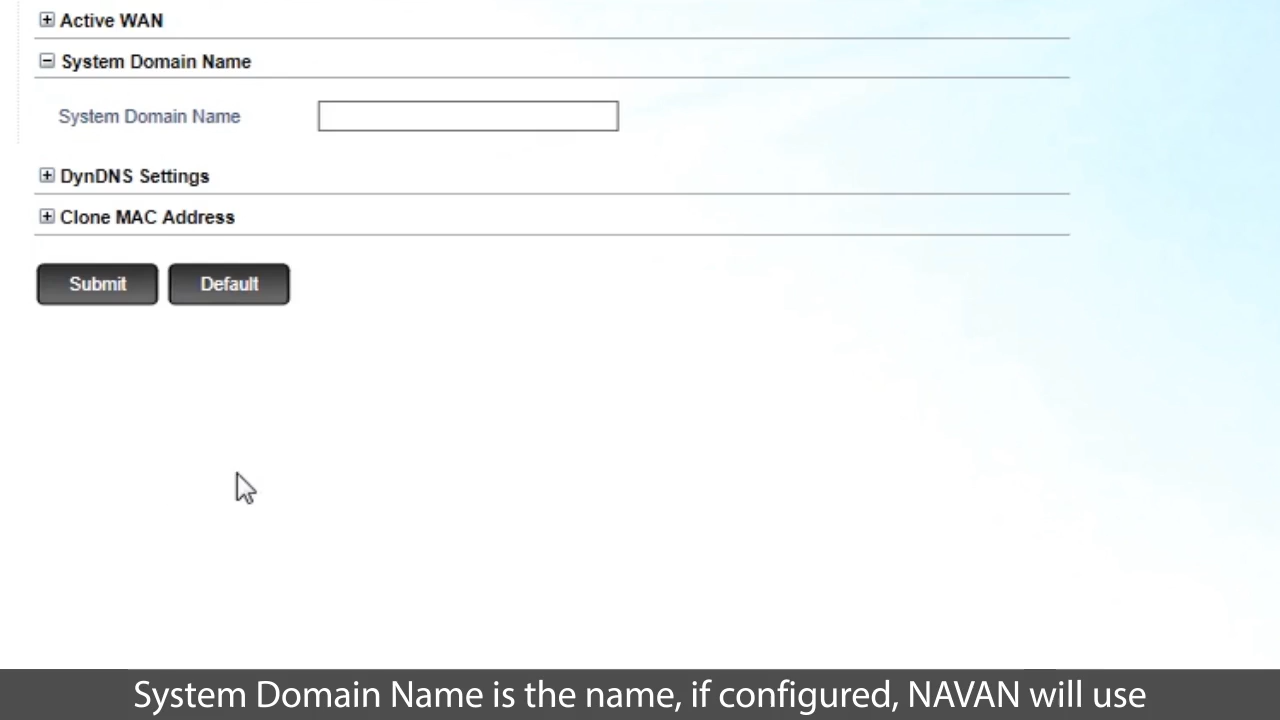 Active WAN
System Domain Name
System Domain Name
DynDNS Settings
Clone MAC Address
Submit Default
System Domain Name is the name, if configured, NAVAN will use